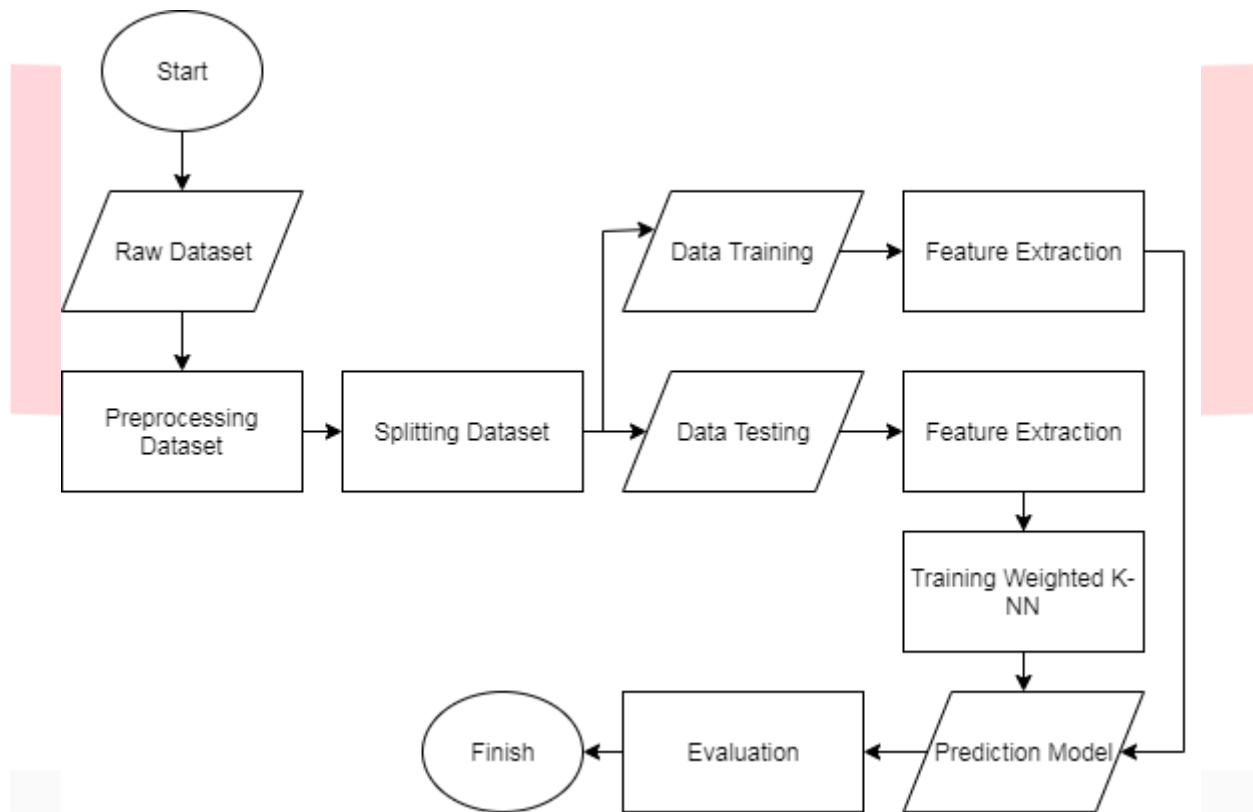 Start
Raw Dataset
Data Training
Feature Extraction
Preprocessing
Dataset
Splitting Dataset
Data Testing
Feature Extraction
Training Weighted K-
NN
Finish
Evaluation
Prediction Model